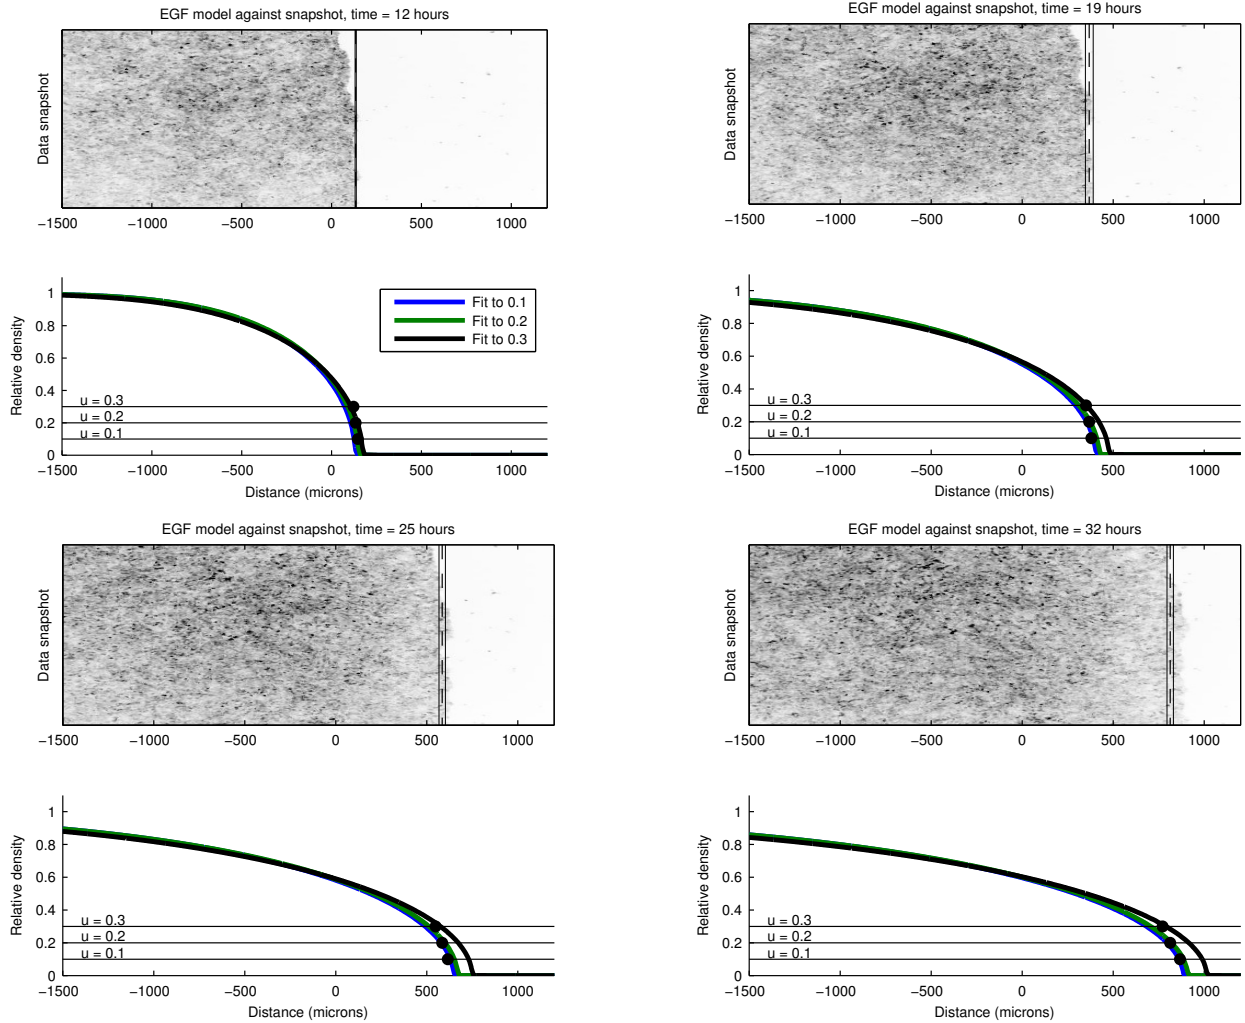 EGF model against snapshot, time = 12 hours
Data snapshot
−1500 −1000 −500 0 500 1000
Relative density
1
0.8
0.6
0.4
0.2
0
u = 0.3
u = 0.2
u = 0.1
Fit to 0.1
Fit to 0.2
Fit to 0.3
−1500 −1000 −500 0 500 1000
Distance (microns)
EGF model against snapshot, time = 19 hours
Data snapshot
−1500 −1000 −500 0 500 1000
Relative density
1
0.8
0.6
0.4
0.2
0
u = 0.3
u = 0.2
u = 0.1
−1500 −1000 −500 0 500 1000
Distance (microns)
EGF model against snapshot, time = 25 hours
Data snapshot
−1500 −1000 −500 0 500 1000
Relative density
1
0.8
0.6
0.4
0.2
0
u = 0.3
u = 0.2
u = 0.1
−1500 −1000 −500 0 500 1000
Distance (microns)
EGF model against snapshot, time = 32 hours
Data snapshot
−1500 −1000 −500 0 500 1000
Relative density
1
0.8
0.6
0.4
0.2
0
u = 0.3
u = 0.2
u = 0.1
−1500 −1000 −500 0 500 1000
Distance (microns)